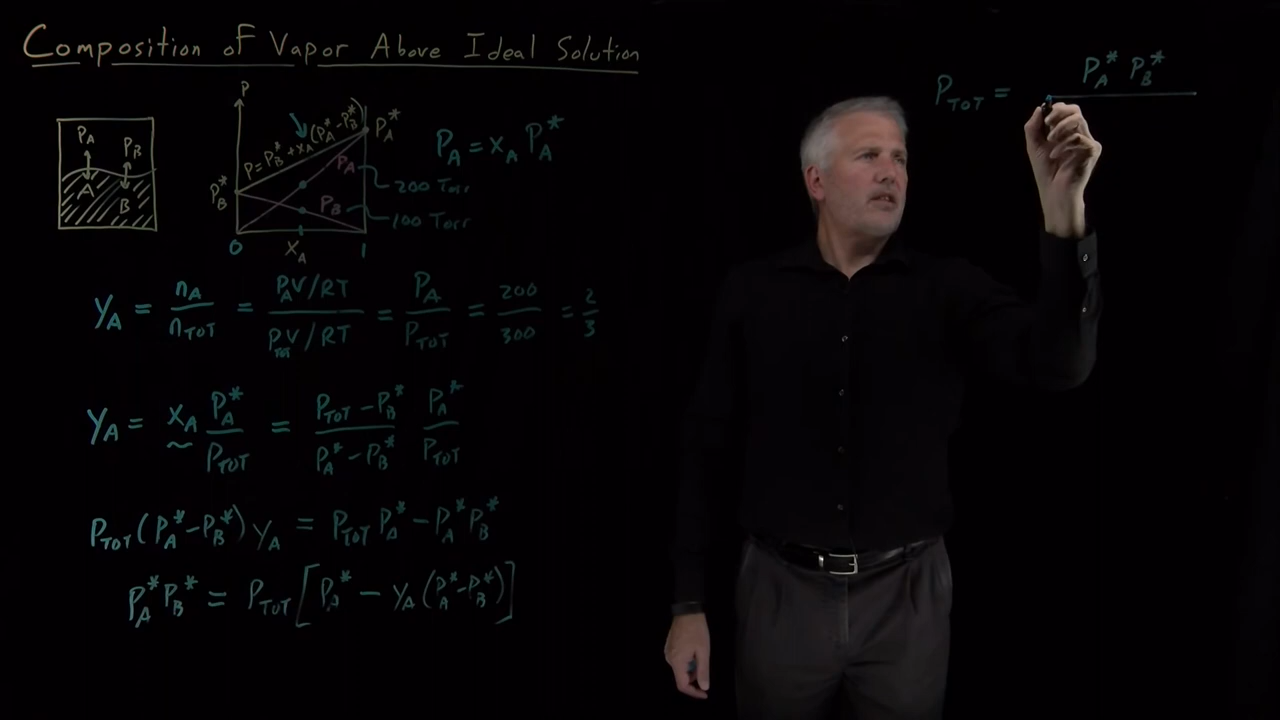 Composition of Vapor Above Ideal Solution
P_A P_B
A B
P
P = P_B* + x_A (P_A* - P_B*)
P_A*
P_B*
P_A
P_B
200 Torr
100 Torr
0 x_A 1
P_A = x_A P_A*
y_A = n_A / n_TOT = (P_A V/RT) / (P_TOT V/RT) = P_A / P_TOT = 200 / 300 = 2 / 3
y_A = x_A P_A* / P_TOT = (P_TOT - P_B*) / (P_A* - P_B*) P_A* / P_TOT
P_TOT (P_A* - P_B*) y_A = P_TOT P_A* - P_A* P_B*
P_A* P_B* = P_TOT [P_A* - y_A (P_A* - P_B*)]
P_TOT = P_A* P_B*